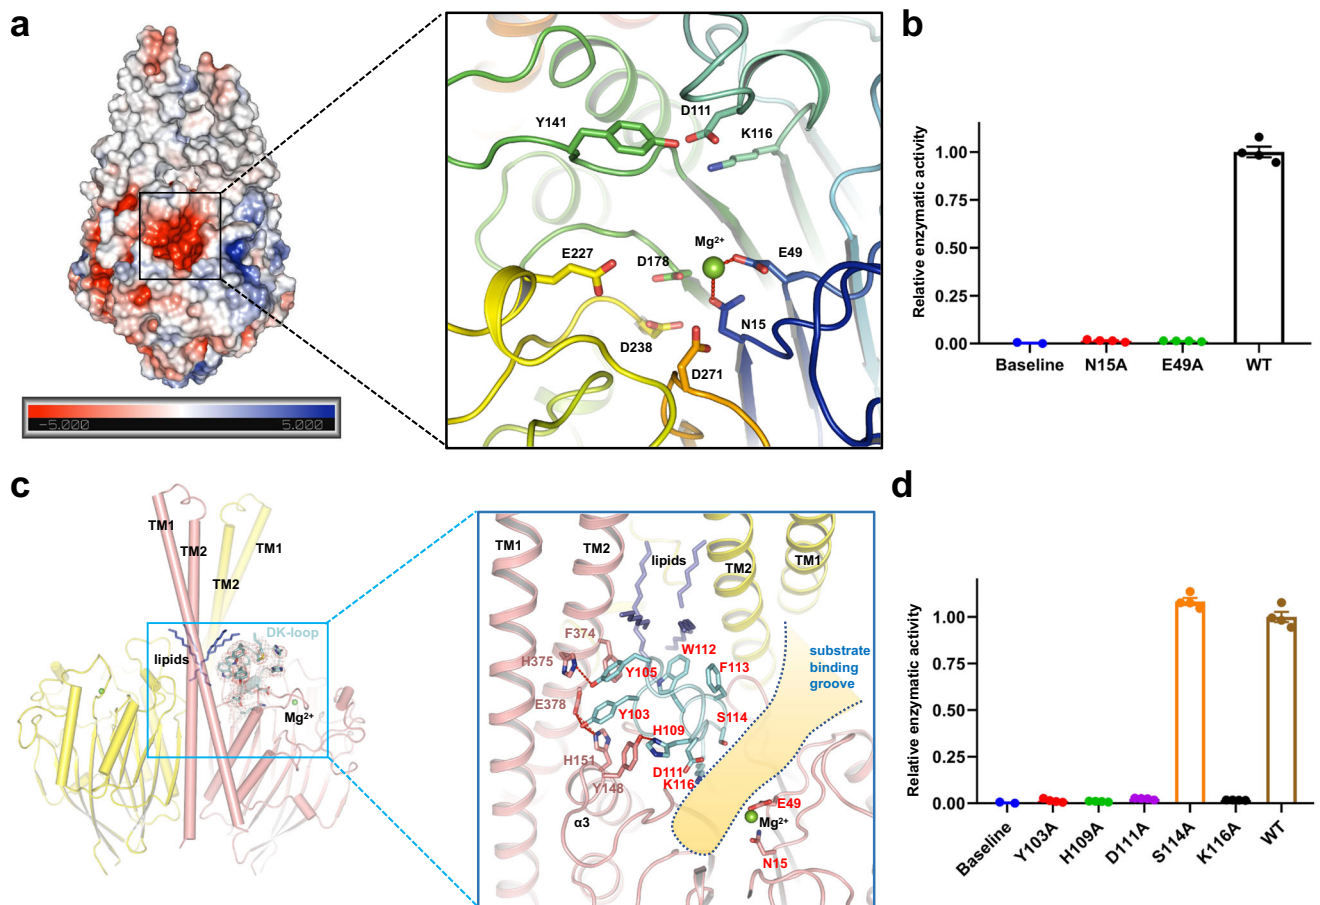 a
D111
Y141
K116
Mg²⁺
E227
D178
E49
N15
D238
D271
-5.000
5.000
b
Relative enzymatic activity
1.00
0.75
0.50
0.25
0.00
Baseline
N15A
E49A
WT
c
TM1
TM2
TM1
TM2
DK-loop
lipids
Mg²⁺
TM1
TM2
lipids
TM2
TM1
F374
H375
W112
Y105
F113
substrate
binding
groove
E378
Y103
S114
H109
H151
Y148
D111
K116
α3
E49
Mg²⁺
N15
d
Relative enzymatic activity
1.00
0.75
0.50
0.25
0.00
Baseline
Y103A
H109A
D111A
S114A
K116A
WT